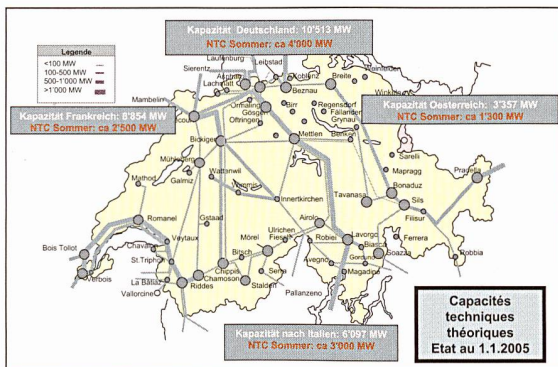 Kapazität Deutschland: 10'513 MW
NTC Sommer: ca 4'000 MW
Legende
<100 MW
100-500 MW
500-1'000 MW
>1'000 MW
Laufenburg
Leibstad
Sierentz
Asphard
Koblenz
Lachmatt
Beznau
Breite
Mambelin
Ormalingen
Birr
Regensdorf
Gösgen
Fällanden
Oftringen
Grynau
Kapazität Oesterreich: 3'357 MW
NTC Sommer: ca 1'300 MW
Kapazität Frankreich: 8'854 MW
NTC Sommer: ca 2'500 MW
Bickigen
Mettlen
Benken
Mühleberg
Sarelli
Mapragg
Mathod
Galmiz
Wattenwil
Wimmis
Bonaduz
Pradella
Innertkirchen
Tavanasa
Sils
Filisur
Romanel
Gstaad
Airolo
Ulrichen
Mörel
Fiesch
Robiei
Lavorgo
Ferrera
Bois Tollot
Chavalon
Veytaux
Bitsch
Biasca
Robbia
St.Triphon
Chippis
Avegno
Gorduno
Soazza
Verbois
La Bâtiaz
Chamoson
Serra
Magadino
Vallorcine
Riddes
Stalden
Pallanzeno
Kapazität nach Italien: 6'097 MW
NTC Sommer: ca 3'000 MW
Capacités
techniques
théoriques
Etat au 1.1.2005